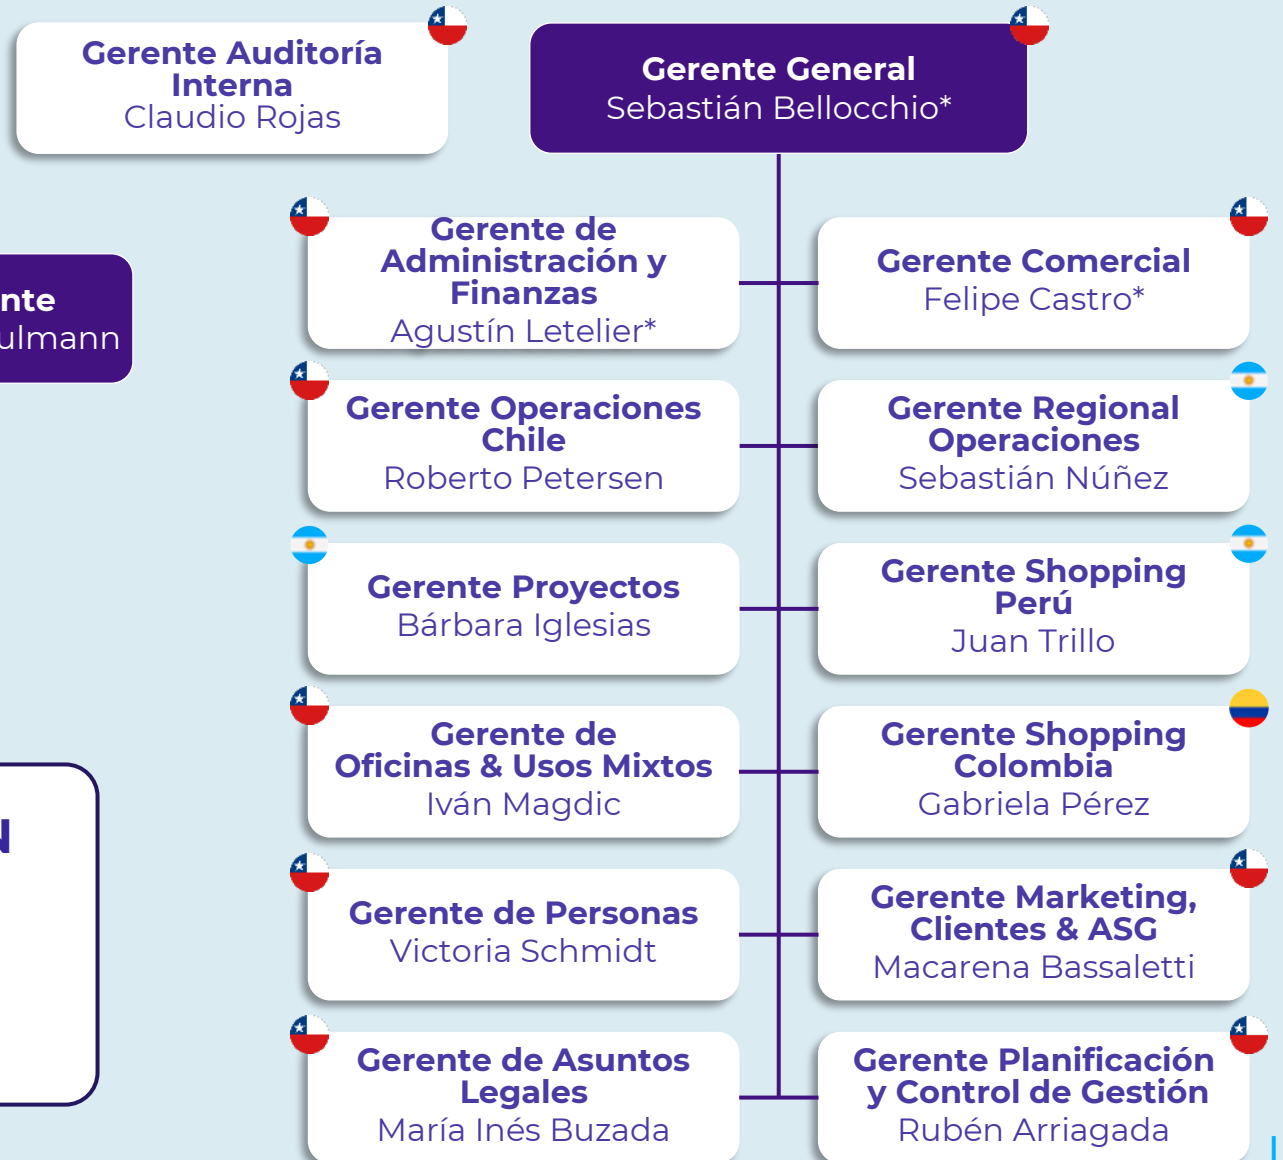 Gerente Auditoría
Interna
Claudio Rojas
Gerente General
Sebastián Bellocchio*
nte
ulmann
N
Gerente de
Administración y
Finanzas
Agustín Letelier*
Gerente Comercial
Felipe Castro*
Gerente Operaciones
Chile
Roberto Petersen
Gerente Regional
Operaciones
Sebastián Núñez
Gerente Proyectos
Bárbara Iglesias
Gerente Shopping
Perú
Juan Trillo
Gerente de
Oficinas & Usos Mixtos
Iván Magdic
Gerente Shopping
Colombia
Gabriela Pérez
Gerente de Personas
Victoria Schmidt
Gerente Marketing,
Clientes & ASG
Macarena Bassaletti
Gerente de Asuntos
Legales
María Inés Buzada
Gerente Planificación
y Control de Gestión
Rubén Arriagada